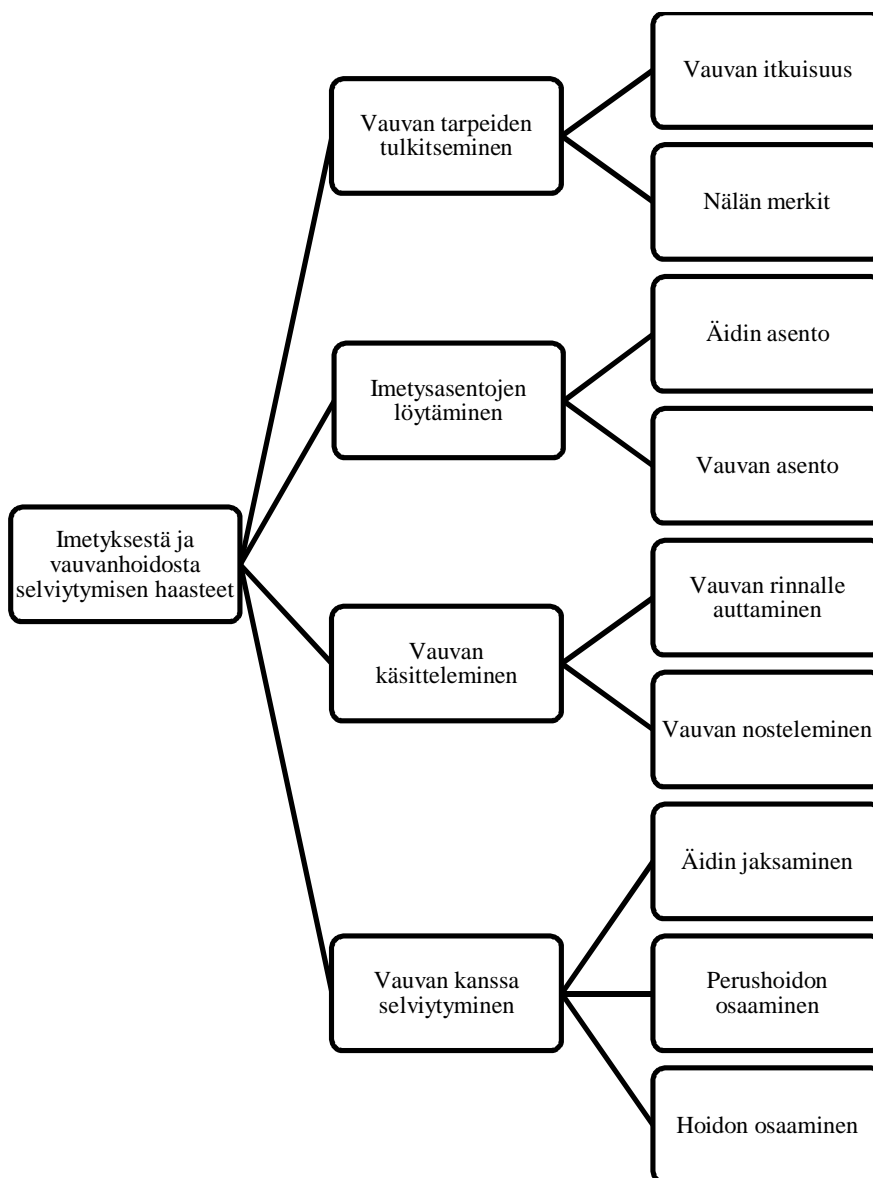 Imetyksestä ja
vauvanhoidosta
selviytymisen haasteet
Vauvan tarpeiden
tulkitseminen
Vauvan itkuisuus
Nälän merkit
Imetysasentojen
löytäminen
Äidin asento
Vauvan asento
Vauvan
käsitteleminen
Vauvan rinnalle
auttaminen
Vauvan nosteleminen
Vauvan kanssa
selviytyminen
Äidin jaksaminen
Perushoidon
osaaminen
Hoidon osaaminen